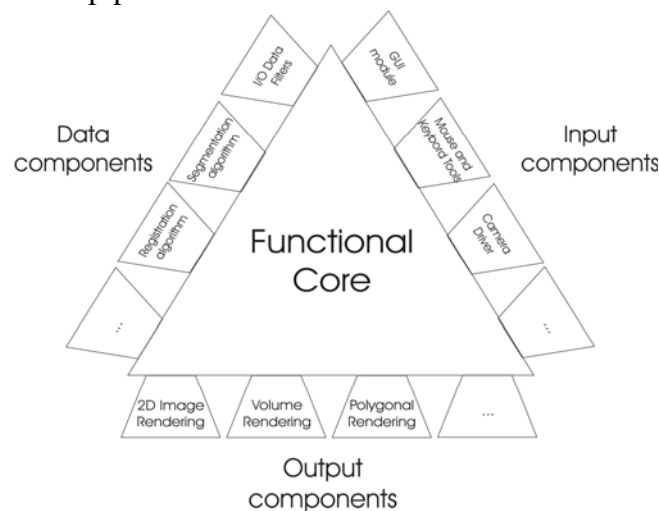 I/O Data
Filters
Segmentation
algorithm
Registration
algorithm
...
Data
components
GUI
module
Mouse and
Keybord Tools
Camera
Driver
...
Input
components
Functional
Core
2D Image
Rendering
Volume
Rendering
Polygonal
Rendering
...
Output
components